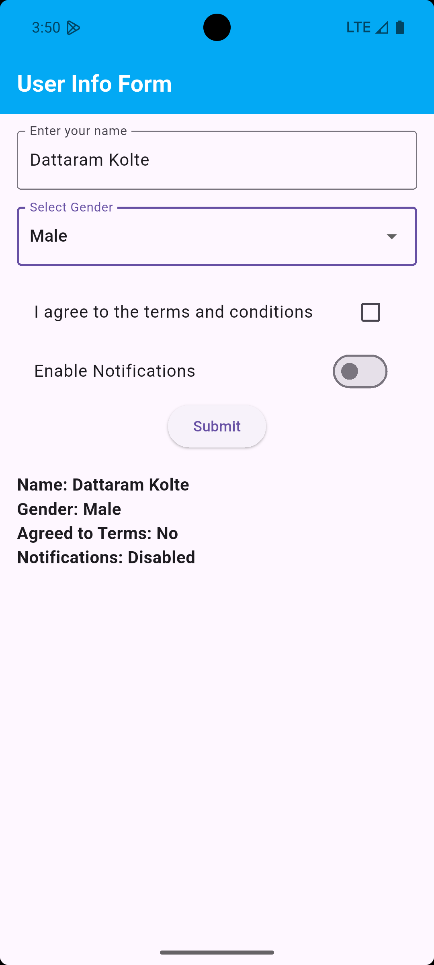 3:50
LTE
User Info Form
Enter your name
Dattaram Kolte
Select Gender
Male
I agree to the terms and conditions
Enable Notifications
Submit
Name: Dattaram Kolte
Gender: Male
Agreed to Terms: No
Notifications: Disabled